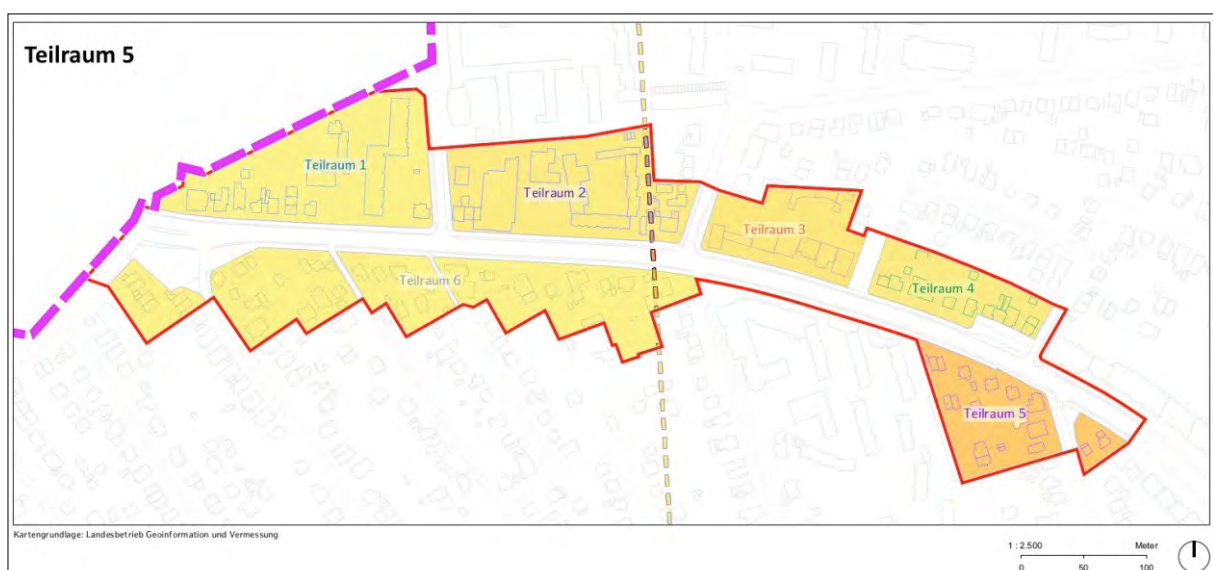 Teilraum 5
Teilraum 1
Teilraum 2
Teilraum 3
Teilraum 6
Teilraum 4
Teilraum 5
Kartengrundlage: Landesbetrieb Geoinformation und Vermessung
1 : 2.500 Meter
0 50 100